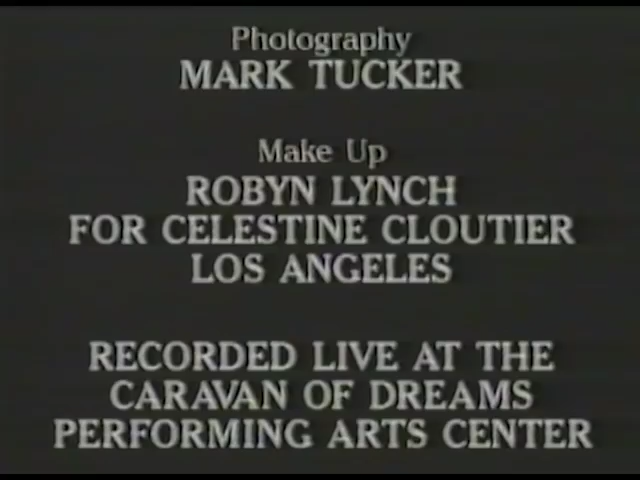 Photography
MARK TUCKER
Make Up
ROBYN LYNCH
FOR CELESTINE CLOUTIER
LOS ANGELES
RECORDED LIVE AT THE
CARAVAN OF DREAMS
PERFORMING ARTS CENTER